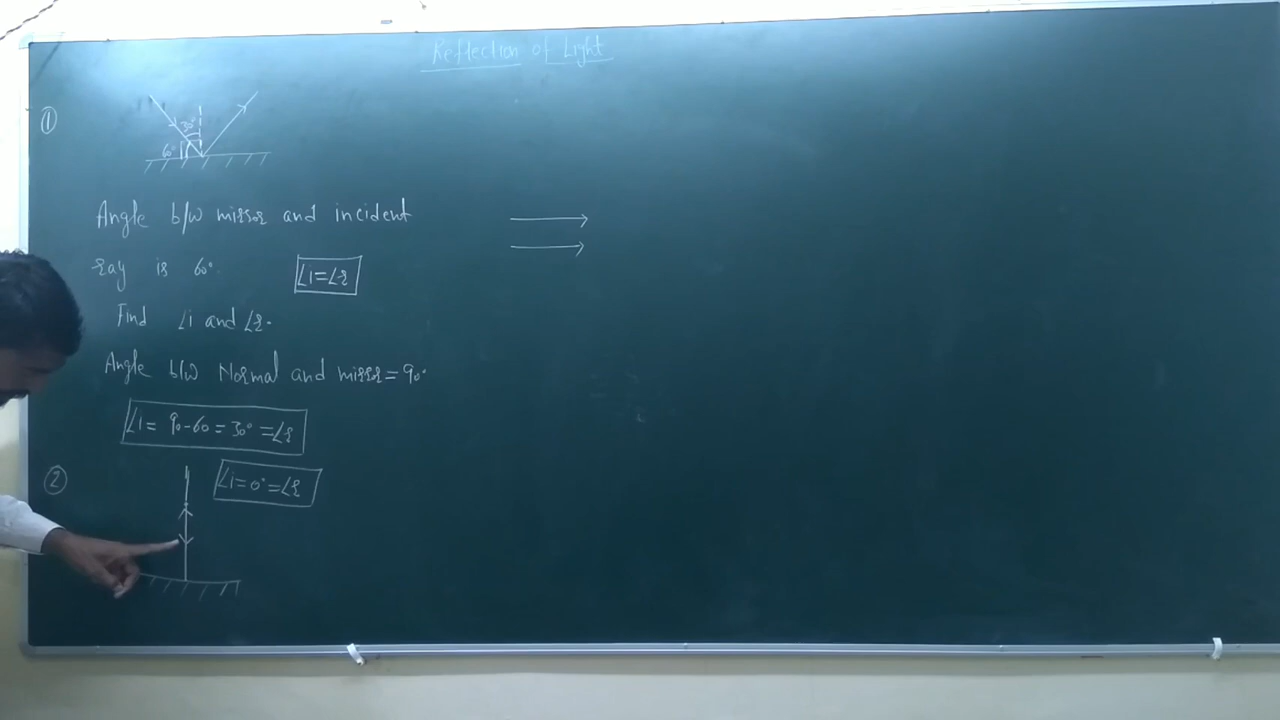 Reflection of Light
①
30°
60°
Angle b/w mirror and incident
ray is 60°.
∠i=∠r
Find ∠i and ∠r.
Angle b/w Normal and mirror=90°
∠i= 90-60=30°=∠r
②
∠i=0°=∠r